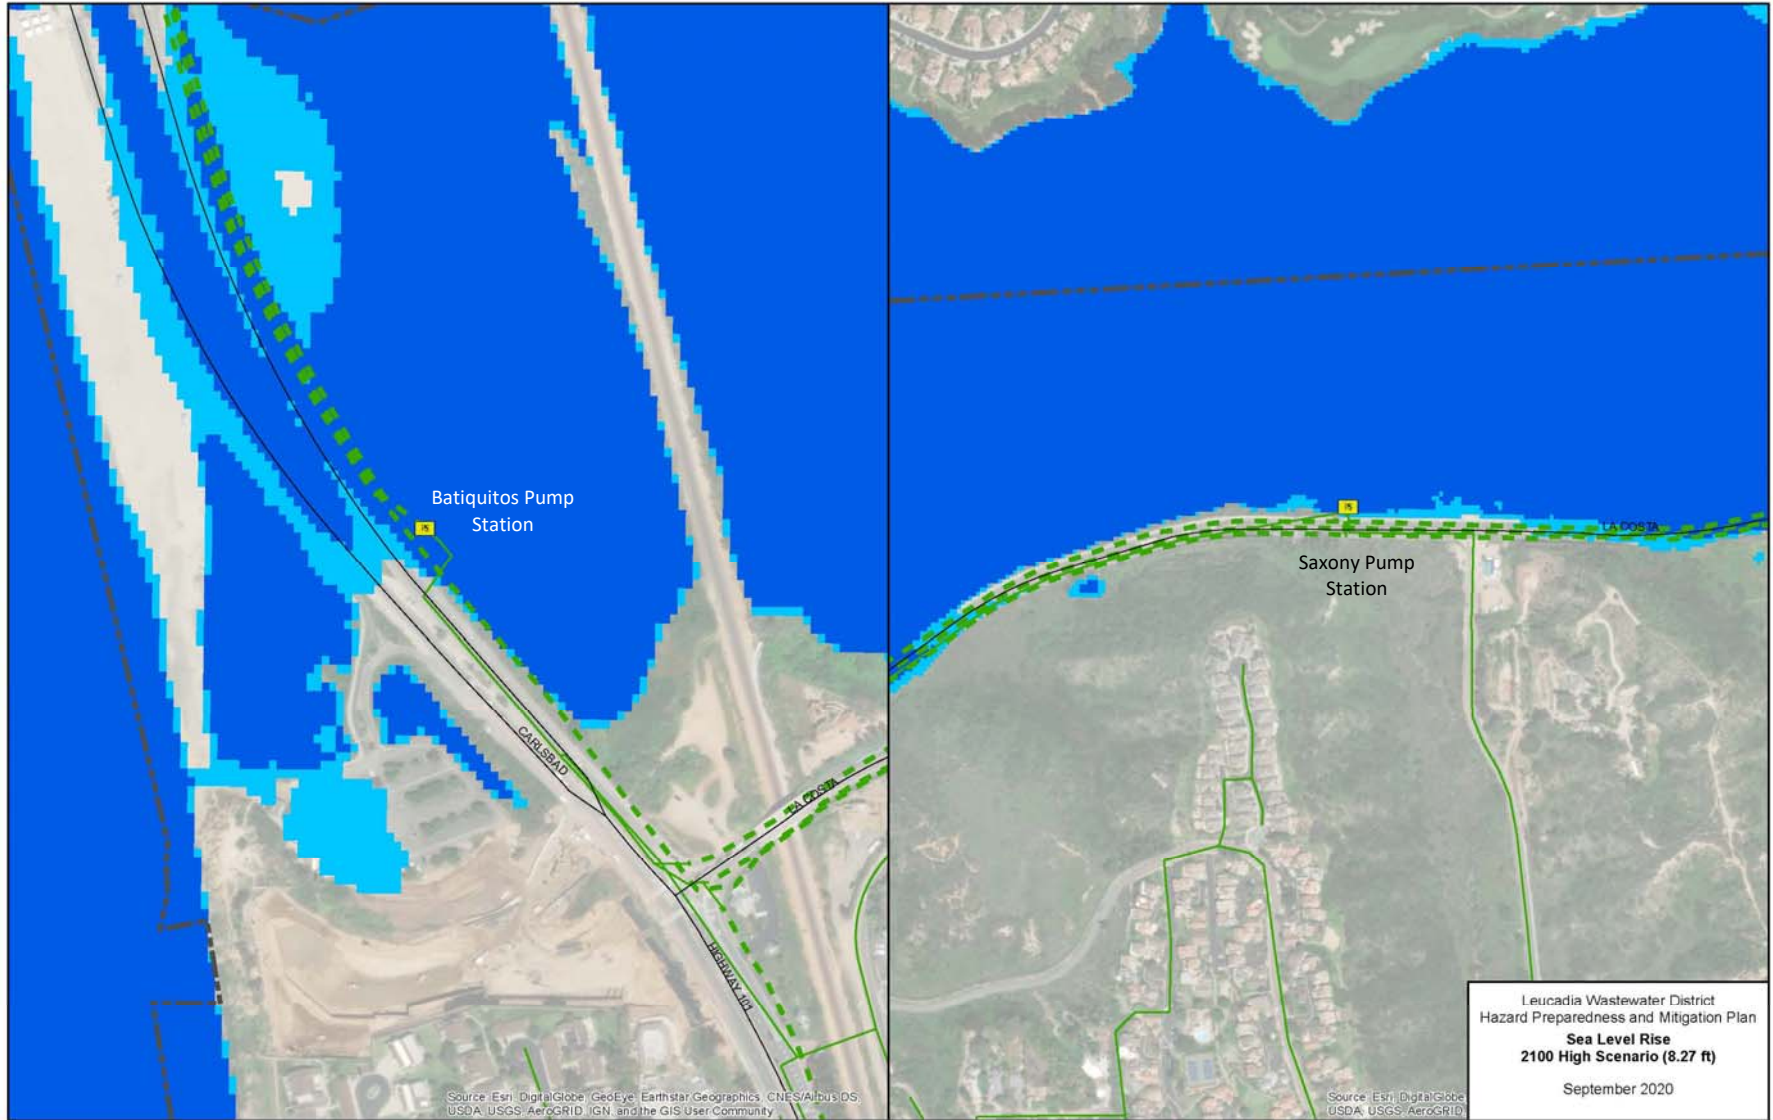 Batiquitos Pump
Station
PS
CARLSBAD
LA COSTA
HIGHWAY 101
Source: Esri, DigitalGlobe, GeoEye, Earthstar Geographics, CNES/Airbus DS,
USDA, USGS, AeroGRID, IGN, and the GIS User Community
PS
LA COSTA
Saxony Pump
Station
Source: Esri, DigitalGlobe
USDA, USGS, AeroGRID
Leucadia Wastewater District
Hazard Preparedness and Mitigation Plan
Sea Level Rise
2100 High Scenario (8.27 ft)
September 2020